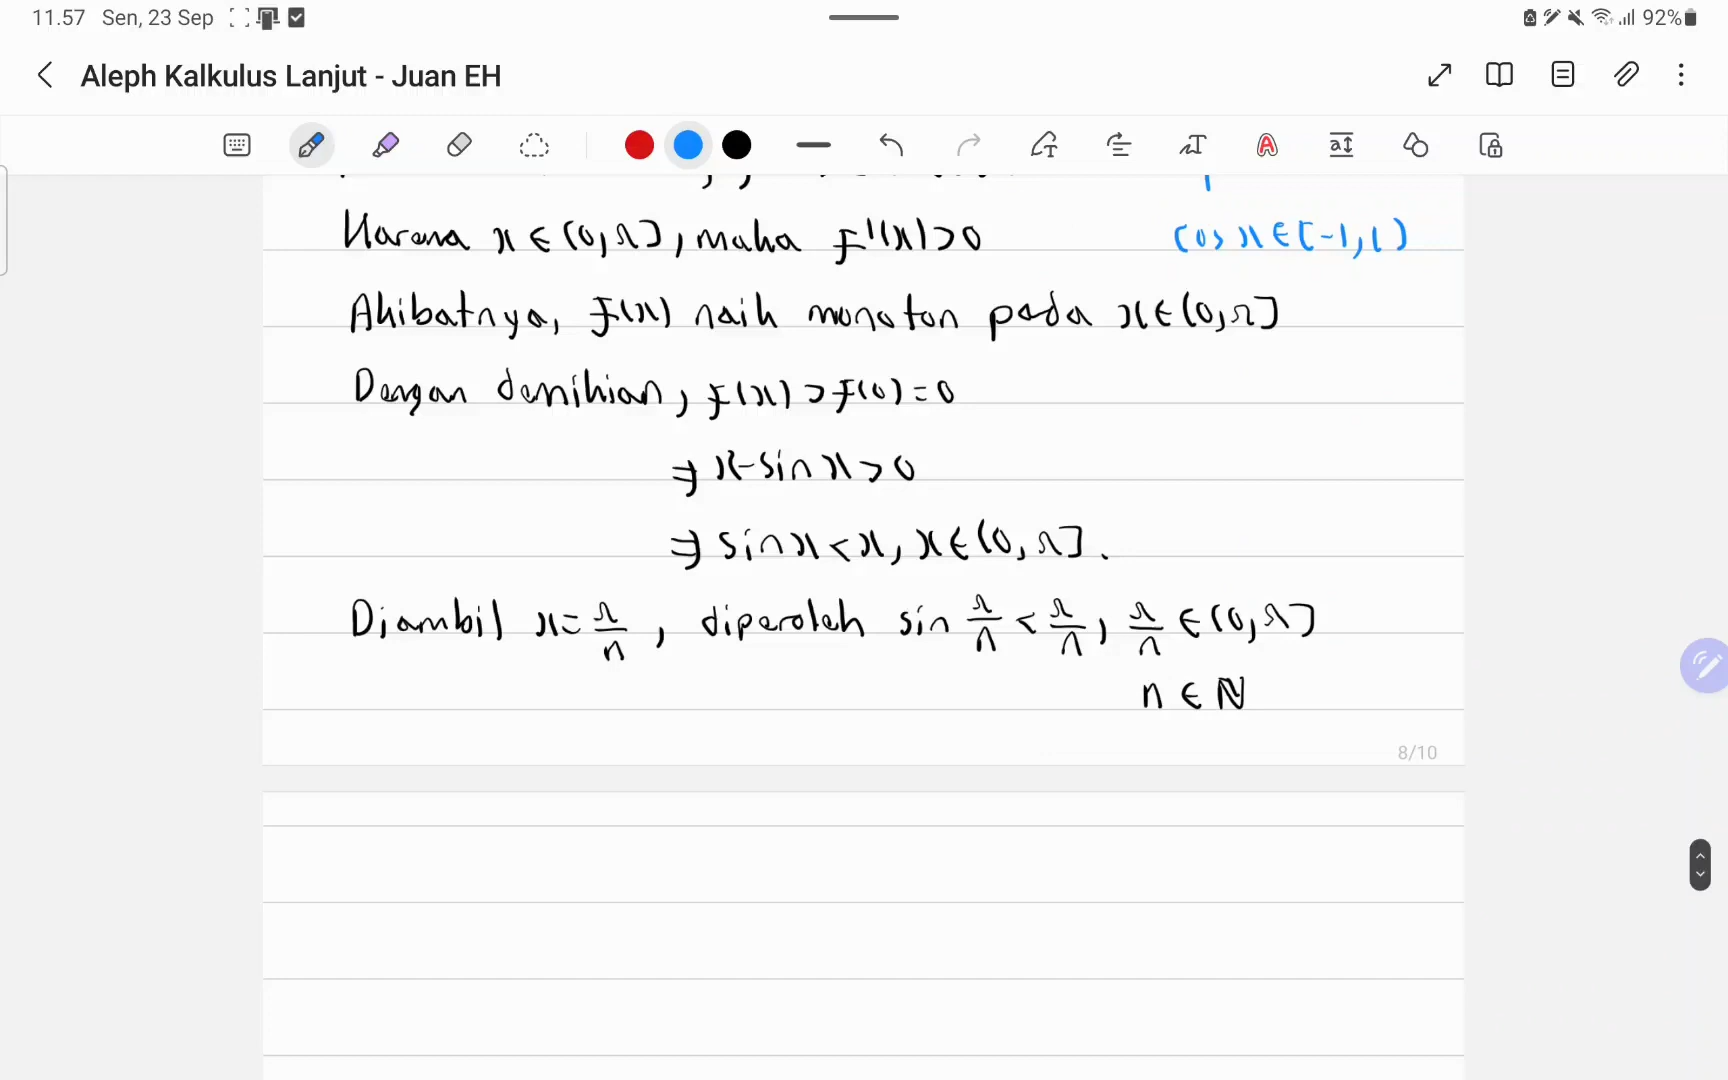 11.57 Sen, 23 Sep 92%
Aleph Kalkulus Lanjut - Juan EH
Karena x ∈ (0, π], maka f'(x) > 0
cos x ∈ [-1, 1)
Akibatnya, f(x) naik monoton pada x ∈ (0, π]
Dengan demikian, f(x) > f(0) = 0
⇒ x - sin x > 0
⇒ sin x < x, x ∈ (0, π].
Diambil x = π/n, diperoleh sin π/n < π/n, π/n ∈ (0, π]
n ∈ ℕ
8/10